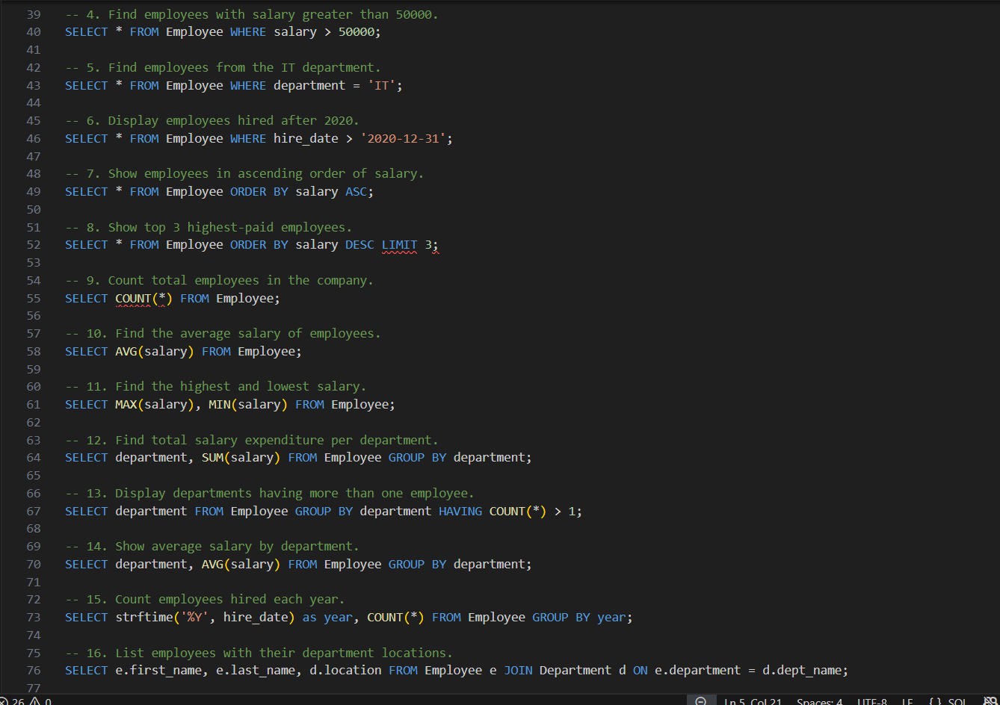 39 -- 4. Find employees with salary greater than 50000.
40 SELECT * FROM Employee WHERE salary > 50000;
41
42 -- 5. Find employees from the IT department.
43 SELECT * FROM Employee WHERE department = 'IT';
44
45 -- 6. Display employees hired after 2020.
46 SELECT * FROM Employee WHERE hire_date > '2020-12-31';
47
48 -- 7. Show employees in ascending order of salary.
49 SELECT * FROM Employee ORDER BY salary ASC;
50
51 -- 8. Show top 3 highest-paid employees.
52 SELECT * FROM Employee ORDER BY salary DESC LIMIT 3;
53
54 -- 9. Count total employees in the company.
55 SELECT COUNT(*) FROM Employee;
56
57 -- 10. Find the average salary of employees.
58 SELECT AVG(salary) FROM Employee;
59
60 -- 11. Find the highest and lowest salary.
61 SELECT MAX(salary), MIN(salary) FROM Employee;
62
63 -- 12. Find total salary expenditure per department.
64 SELECT department, SUM(salary) FROM Employee GROUP BY department;
65
66 -- 13. Display departments having more than one employee.
67 SELECT department FROM Employee GROUP BY department HAVING COUNT(*) > 1;
68
69 -- 14. Show average salary by department.
70 SELECT department, AVG(salary) FROM Employee GROUP BY department;
71
72 -- 15. Count employees hired each year.
73 SELECT strftime('%Y', hire_date) as year, COUNT(*) FROM Employee GROUP BY year;
74
75 -- 16. List employees with their department locations.
76 SELECT e.first_name, e.last_name, d.location FROM Employee e JOIN Department d ON e.department = d.dept_name;
77
26 0 Ln 5, Col 21 Spaces: 4 UTF-8 LF {} SQL